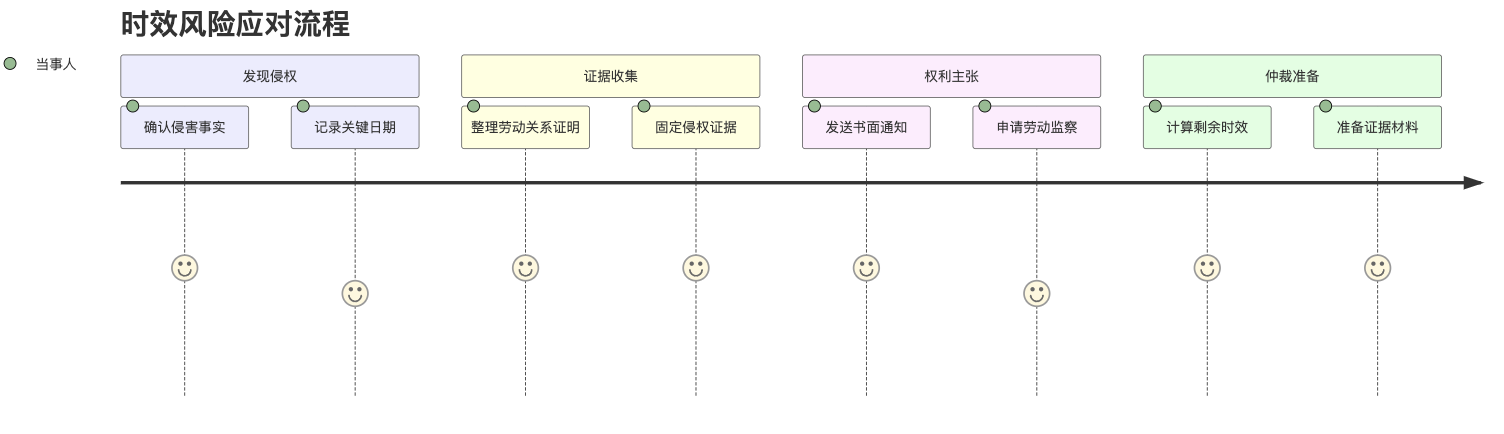 时效风险应对流程
当事人
发现侵权
证据收集
权利主张
仲裁准备
确认侵害事实
记录关键日期
整理劳动关系证明
固定侵权证据
发送书面通知
申请劳动监察
计算剩余时效
准备证据材料